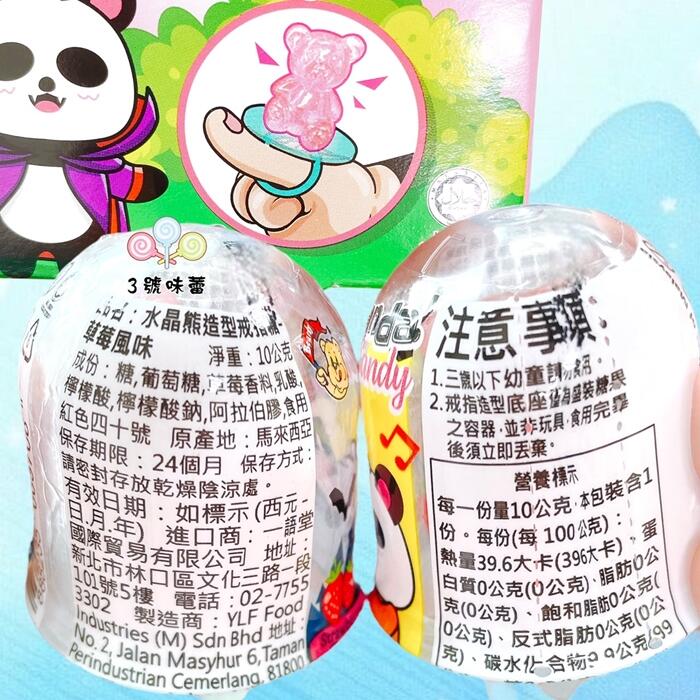 3號味蕾
品名：水晶熊造型戒指糖
草莓風味 淨重：10公克
成份：糖,葡萄糖,草莓香料,乳酸,
檸檬酸,檸檬酸鈉,阿拉伯膠,食用
紅色四十號 原產地：馬來西亞
保存期限：24個月 保存方式：
請密封存放乾燥陰涼處。
有效日期：如標示(西元-
日.月.年) 進口商：一語堂
國際貿易有限公司 地址：
新北市林口區文化三路一段
101號5樓 電話：02-7755
3302 製造商：YLF Food
Industries (M) Sdn Bhd 地址：
No. 2, Jalan Masyhur 6,Taman
Perindustrian Cemerlang, 81800
andy
注意事項
1.三歲以下幼童請勿食用。
2.戒指造型底座僅為盛裝糖果
之容器，並非玩具，食用完畢
後須立即丟棄。
營養標示
每一份量10公克，本包裝含1
份。每份(每 100公克)：
熱量39.6大卡(396大卡)、蛋
白質0公克(0公克)、脂肪0公
克(0公克)、飽和脂肪0公克(
0公克)、反式脂肪0公克(0公
克)、碳水化合物9.9公克(99